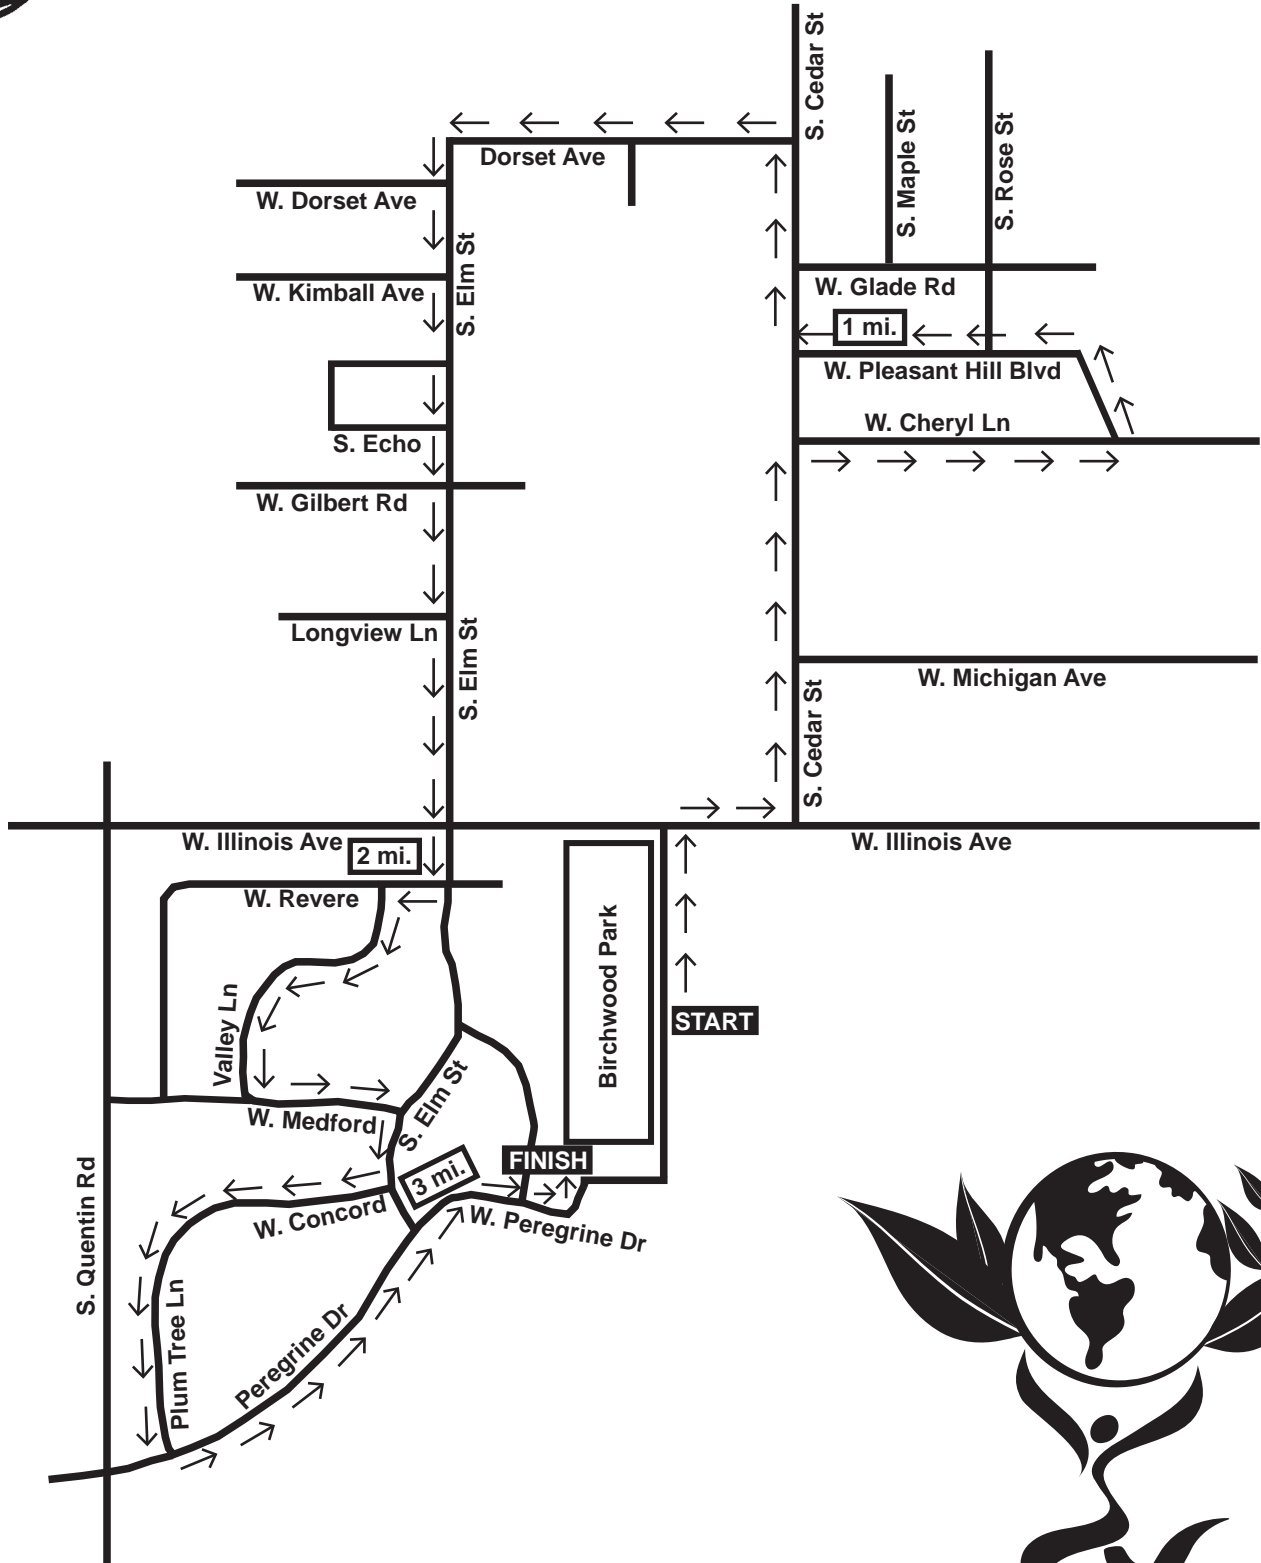 S. Cedar St
S. Maple St
S. Rose St
Dorset Ave
W. Dorset Ave
S. Elm St
W. Kimball Ave
W. Glade Rd
1 mi.
W. Pleasant Hill Blvd
W. Cheryl Ln
S. Echo
W. Gilbert Rd
Longview Ln
S. Elm St
W. Michigan Ave
S. Cedar St
W. Illinois Ave
W. Illinois Ave
2 mi.
W. Revere
Birchwood Park
START
Valley Ln
W. Medford
S. Elm St
FINISH
3 mi.
S. Quentin Rd
W. Concord
W. Peregrine Dr
Plum Tree Ln
Peregrine Dr